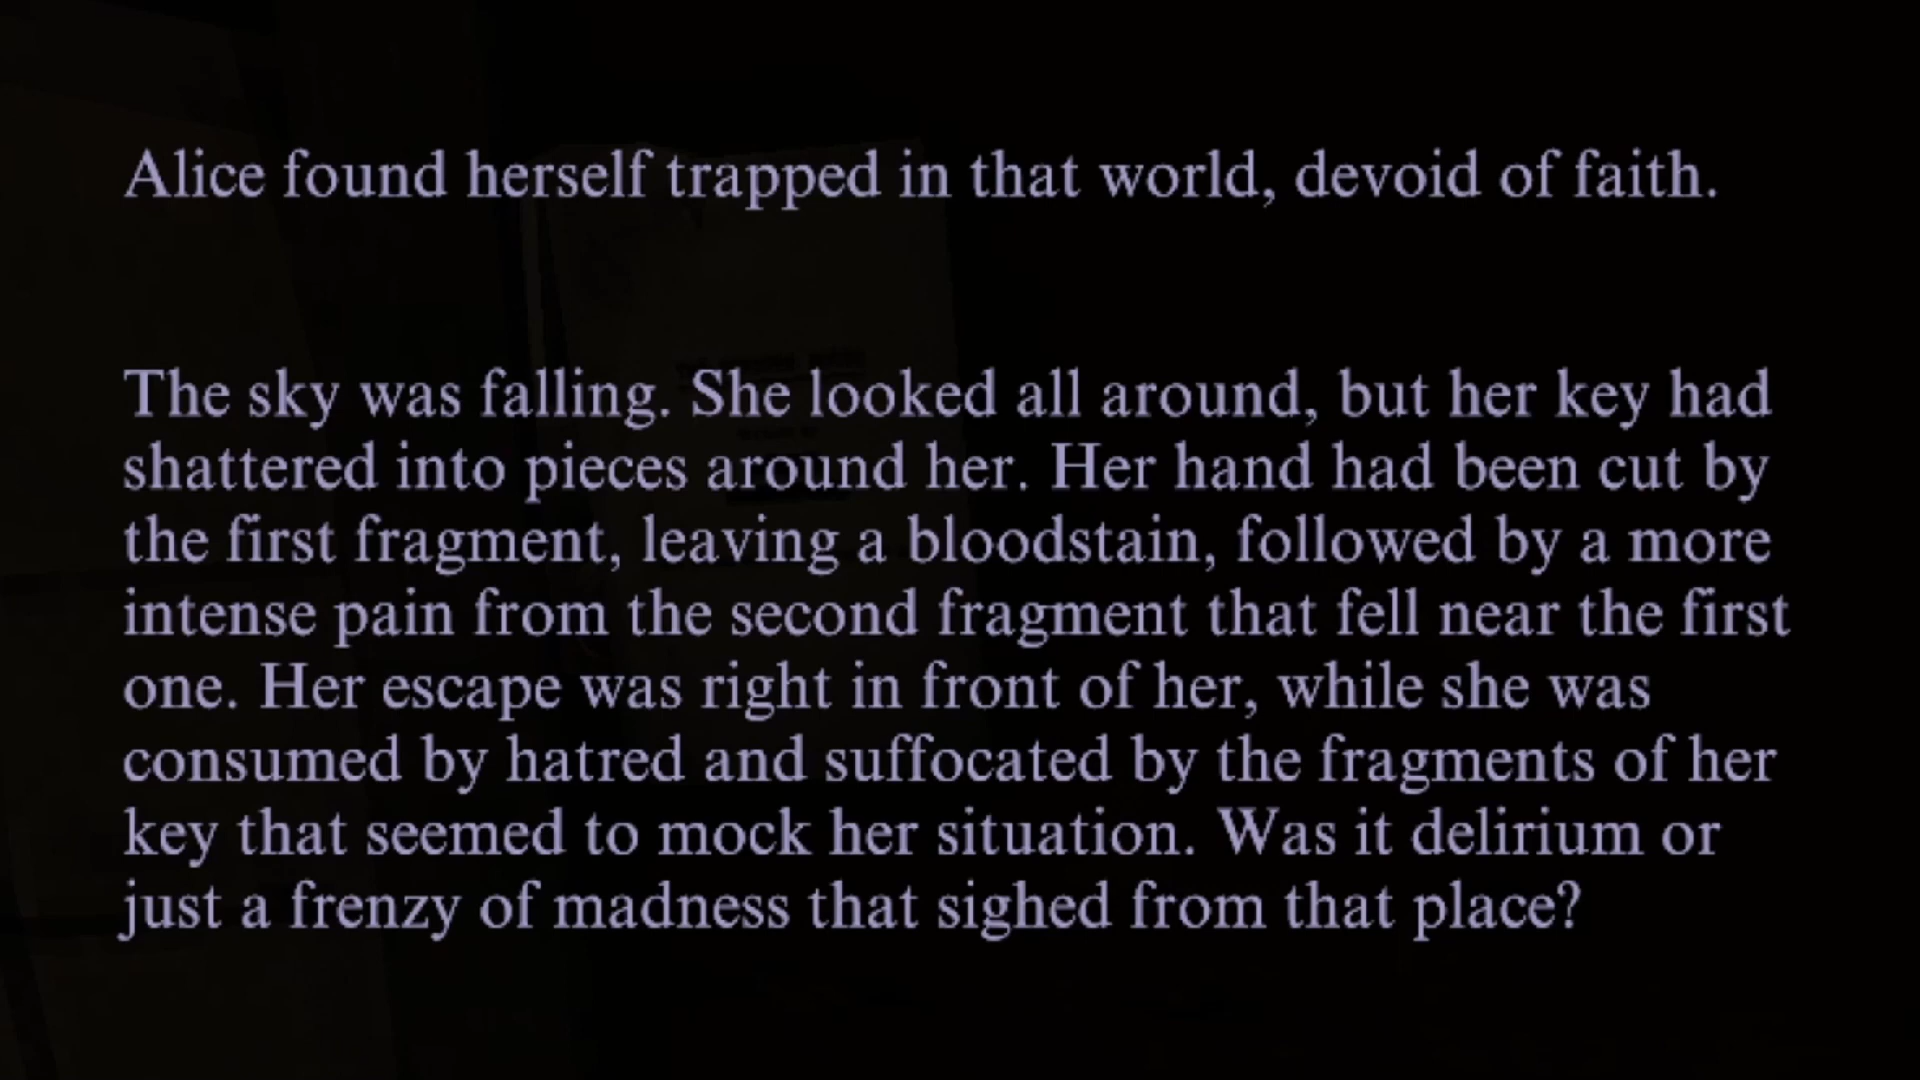 Alice found herself trapped in that world, devoid of faith.
The sky was falling. She looked all around, but her key had
shattered into pieces around her. Her hand had been cut by
the first fragment, leaving a bloodstain, followed by a more
intense pain from the second fragment that fell near the first
one. Her escape was right in front of her, while she was
consumed by hatred and suffocated by the fragments of her
key that seemed to mock her situation. Was it delirium or
just a frenzy of madness that sighed from that place?